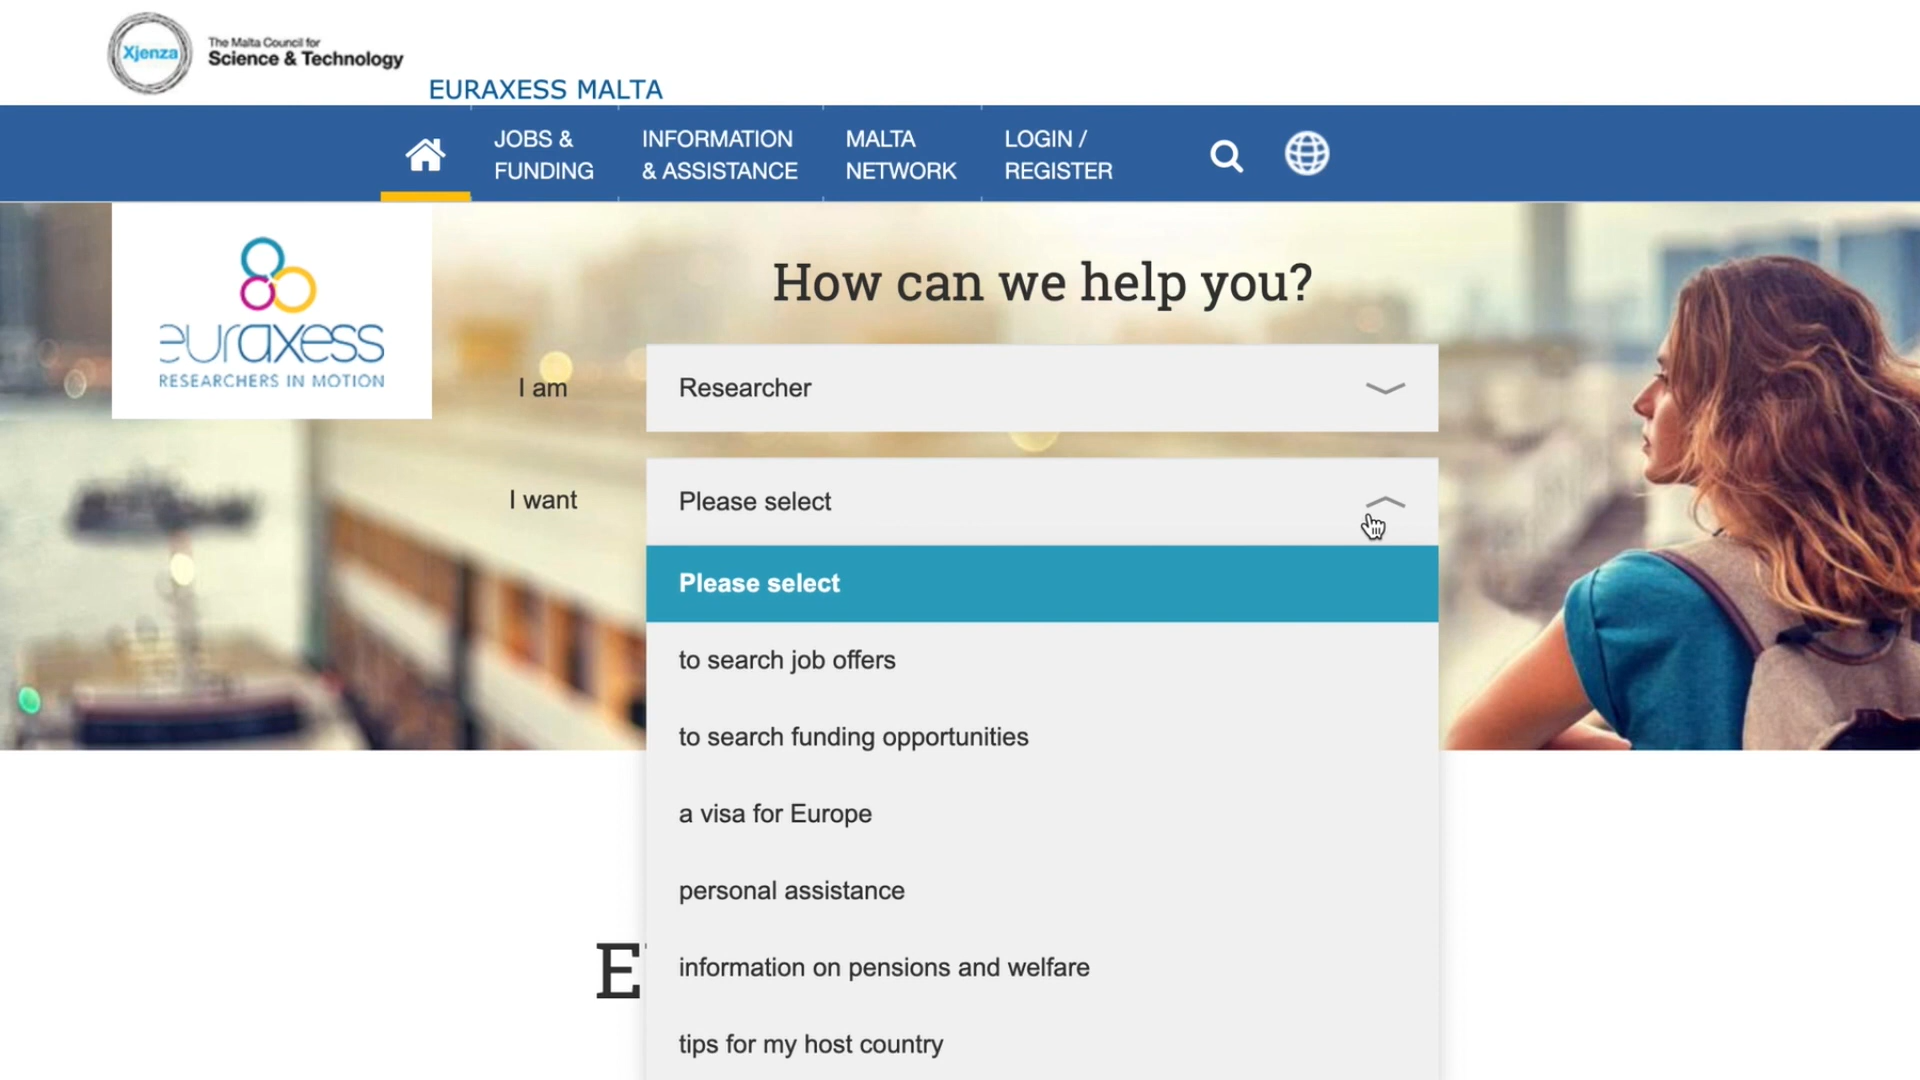 Xjenza
The Malta Council for
Science & Technology
EURAXESS MALTA
JOBS &
FUNDING
INFORMATION
& ASSISTANCE
MALTA
NETWORK
LOGIN /
REGISTER
euraxess
RESEARCHERS IN MOTION
How can we help you?
I am
Researcher
I want
Please select
Please select
to search job offers
to search funding opportunities
a visa for Europe
personal assistance
information on pensions and welfare
tips for my host country